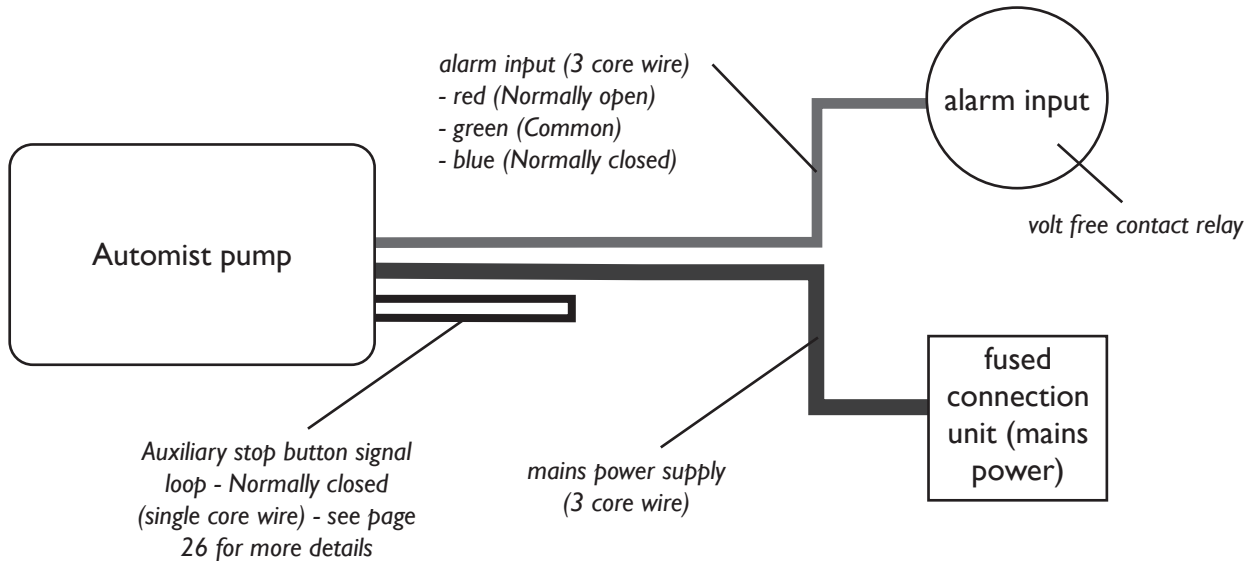 alarm input (3 core wire)
- red (Normally open)
- green (Common)
- blue (Normally closed)
alarm input
volt free contact relay
Automist pump
fused
connection
unit (mains
power)
Auxiliary stop button signal
loop - Normally closed
(single core wire) - see page
26 for more details
mains power supply
(3 core wire)